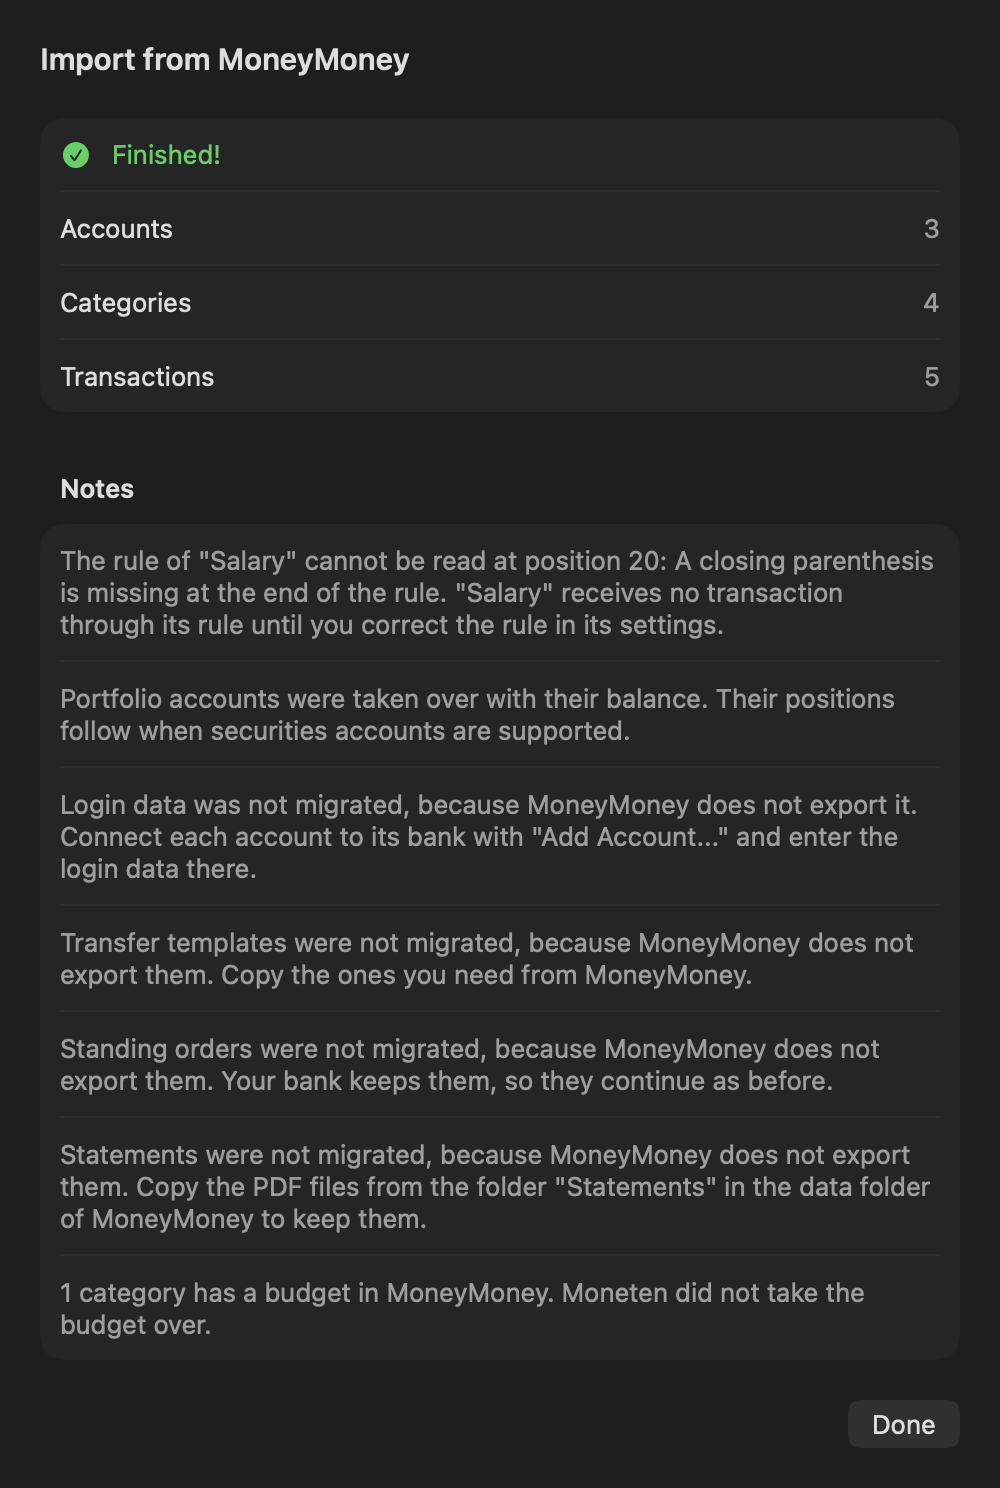 Import from MoneyMoney
Finished!
Accounts 3
Categories 4
Transactions 5
Notes
The rule of "Salary" cannot be read at position 20: A closing parenthesis
is missing at the end of the rule. "Salary" receives no transaction
through its rule until you correct the rule in its settings.
Portfolio accounts were taken over with their balance. Their positions
follow when securities accounts are supported.
Login data was not migrated, because MoneyMoney does not export it.
Connect each account to its bank with "Add Account..." and enter the
login data there.
Transfer templates were not migrated, because MoneyMoney does not
export them. Copy the ones you need from MoneyMoney.
Standing orders were not migrated, because MoneyMoney does not
export them. Your bank keeps them, so they continue as before.
Statements were not migrated, because MoneyMoney does not export
them. Copy the PDF files from the folder "Statements" in the data folder
of MoneyMoney to keep them.
1 category has a budget in MoneyMoney. Moneten did not take the
budget over.
Done